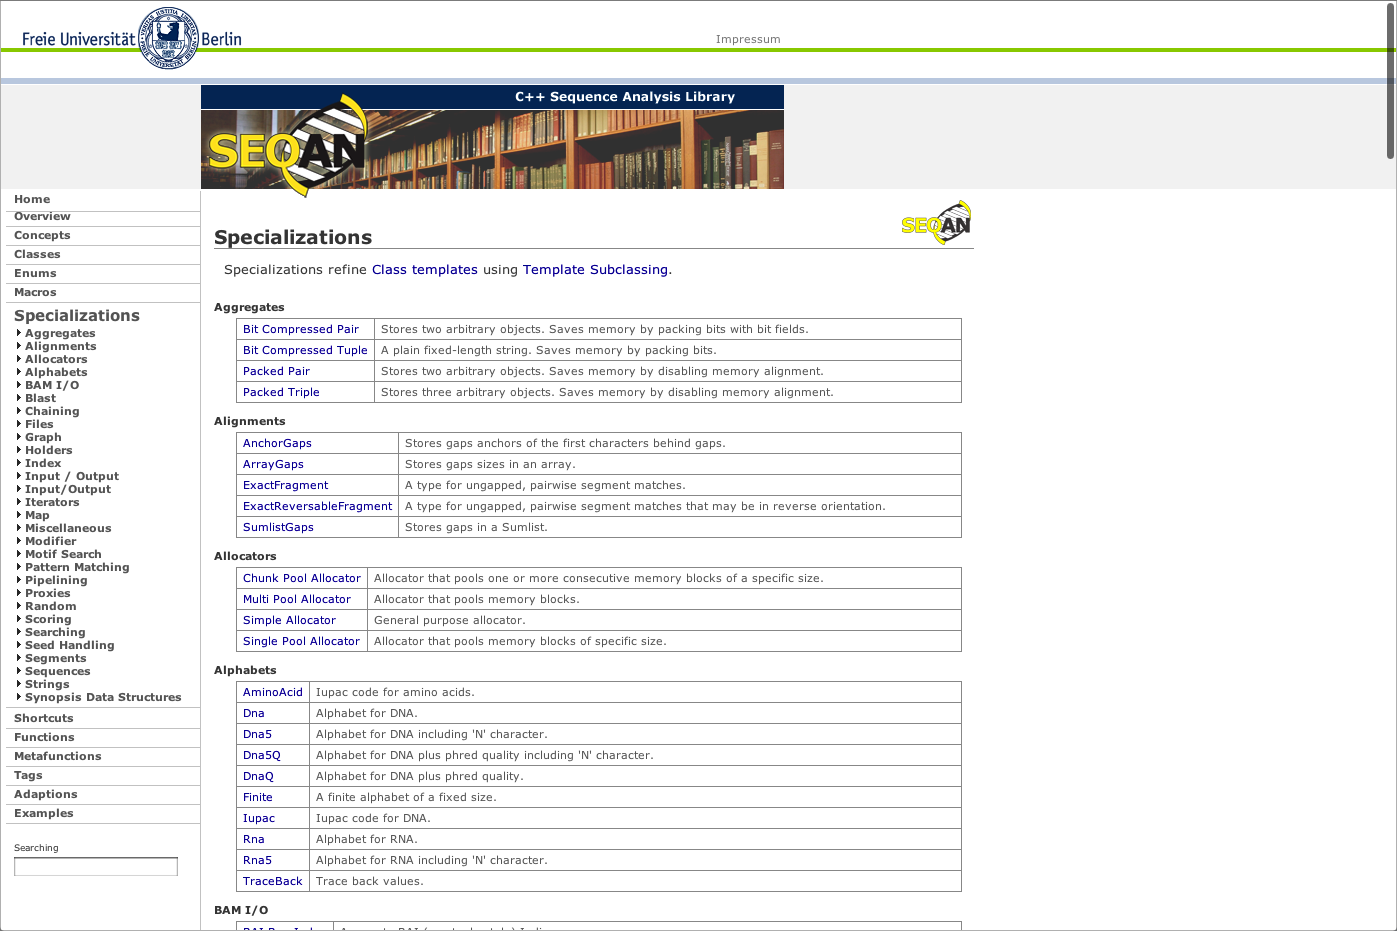 Freie Universität Berlin
Impressum
C++ Sequence Analysis Library
SEQAN
Home
Overview
Concepts
Classes
Enums
Macros
Specializations
Aggregates
Alignments
Allocators
Alphabets
BAM I/O
Blast
Chaining
Files
Graph
Holders
Index
Input / Output
Input/Output
Iterators
Map
Miscellaneous
Modifier
Motif Search
Pattern Matching
Pipelining
Proxies
Random
Scoring
Searching
Seed Handling
Segments
Sequences
Strings
Synopsis Data Structures
Shortcuts
Functions
Metafunctions
Tags
Adaptions
Examples
Searching
SEQAN
Specializations
Specializations refine Class templates using Template Subclassing.
Aggregates
Bit Compressed Pair Stores two arbitrary objects. Saves memory by packing bits with bit fields.
Bit Compressed Tuple A plain fixed-length string. Saves memory by packing bits.
Packed Pair Stores two arbitrary objects. Saves memory by disabling memory alignment.
Packed Triple Stores three arbitrary objects. Saves memory by disabling memory alignment.
Alignments
AnchorGaps Stores gaps anchors of the first characters behind gaps.
ArrayGaps Stores gaps sizes in an array.
ExactFragment A type for ungapped, pairwise segment matches.
ExactReversableFragment A type for ungapped, pairwise segment matches that may be in reverse orientation.
SumlistGaps Stores gaps in a Sumlist.
Allocators
Chunk Pool Allocator Allocator that pools one or more consecutive memory blocks of a specific size.
Multi Pool Allocator Allocator that pools memory blocks.
Simple Allocator General purpose allocator.
Single Pool Allocator Allocator that pools memory blocks of specific size.
Alphabets
AminoAcid Iupac code for amino acids.
Dna Alphabet for DNA.
Dna5 Alphabet for DNA including 'N' character.
Dna5Q Alphabet for DNA plus phred quality including 'N' character.
DnaQ Alphabet for DNA plus phred quality.
Finite A finite alphabet of a fixed size.
Iupac Iupac code for DNA.
Rna Alphabet for RNA.
Rna5 Alphabet for RNA including 'N' character.
TraceBack Trace back values.
BAM I/O